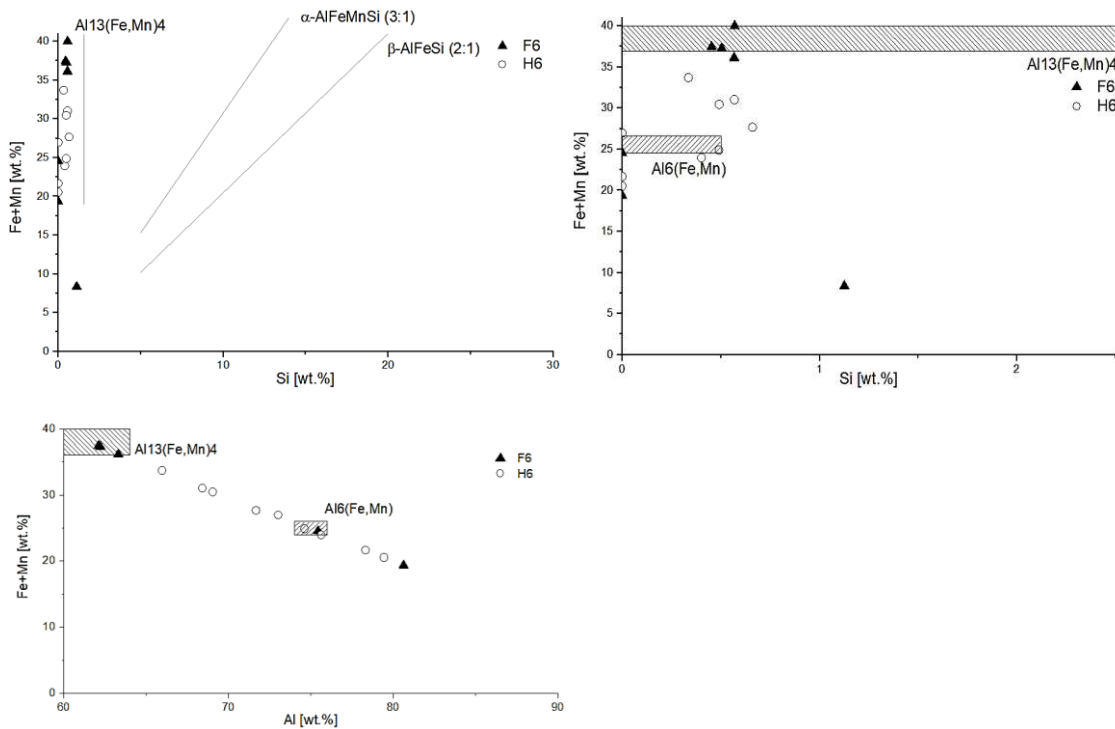 α-AlFeMnSi (3:1)
Al13(Fe,Mn)4
β-AlFeSi (2:1)
F6
H6
40
35
30
25
20
15
10
5
0
Fe+Mn [wt.%]
0
10
20
30
Si [wt.%]
40
35
30
25
20
15
10
5
0
Fe+Mn [wt.%]
Al13(Fe,Mn)4
F6
H6
Al6(Fe,Mn)
0
1
2
Si [wt.%]
40
30
20
10
0
Fe+Mn [wt.%]
Al13(Fe,Mn)4
F6
H6
Al6(Fe,Mn)
60
70
80
90
Al [wt.%]